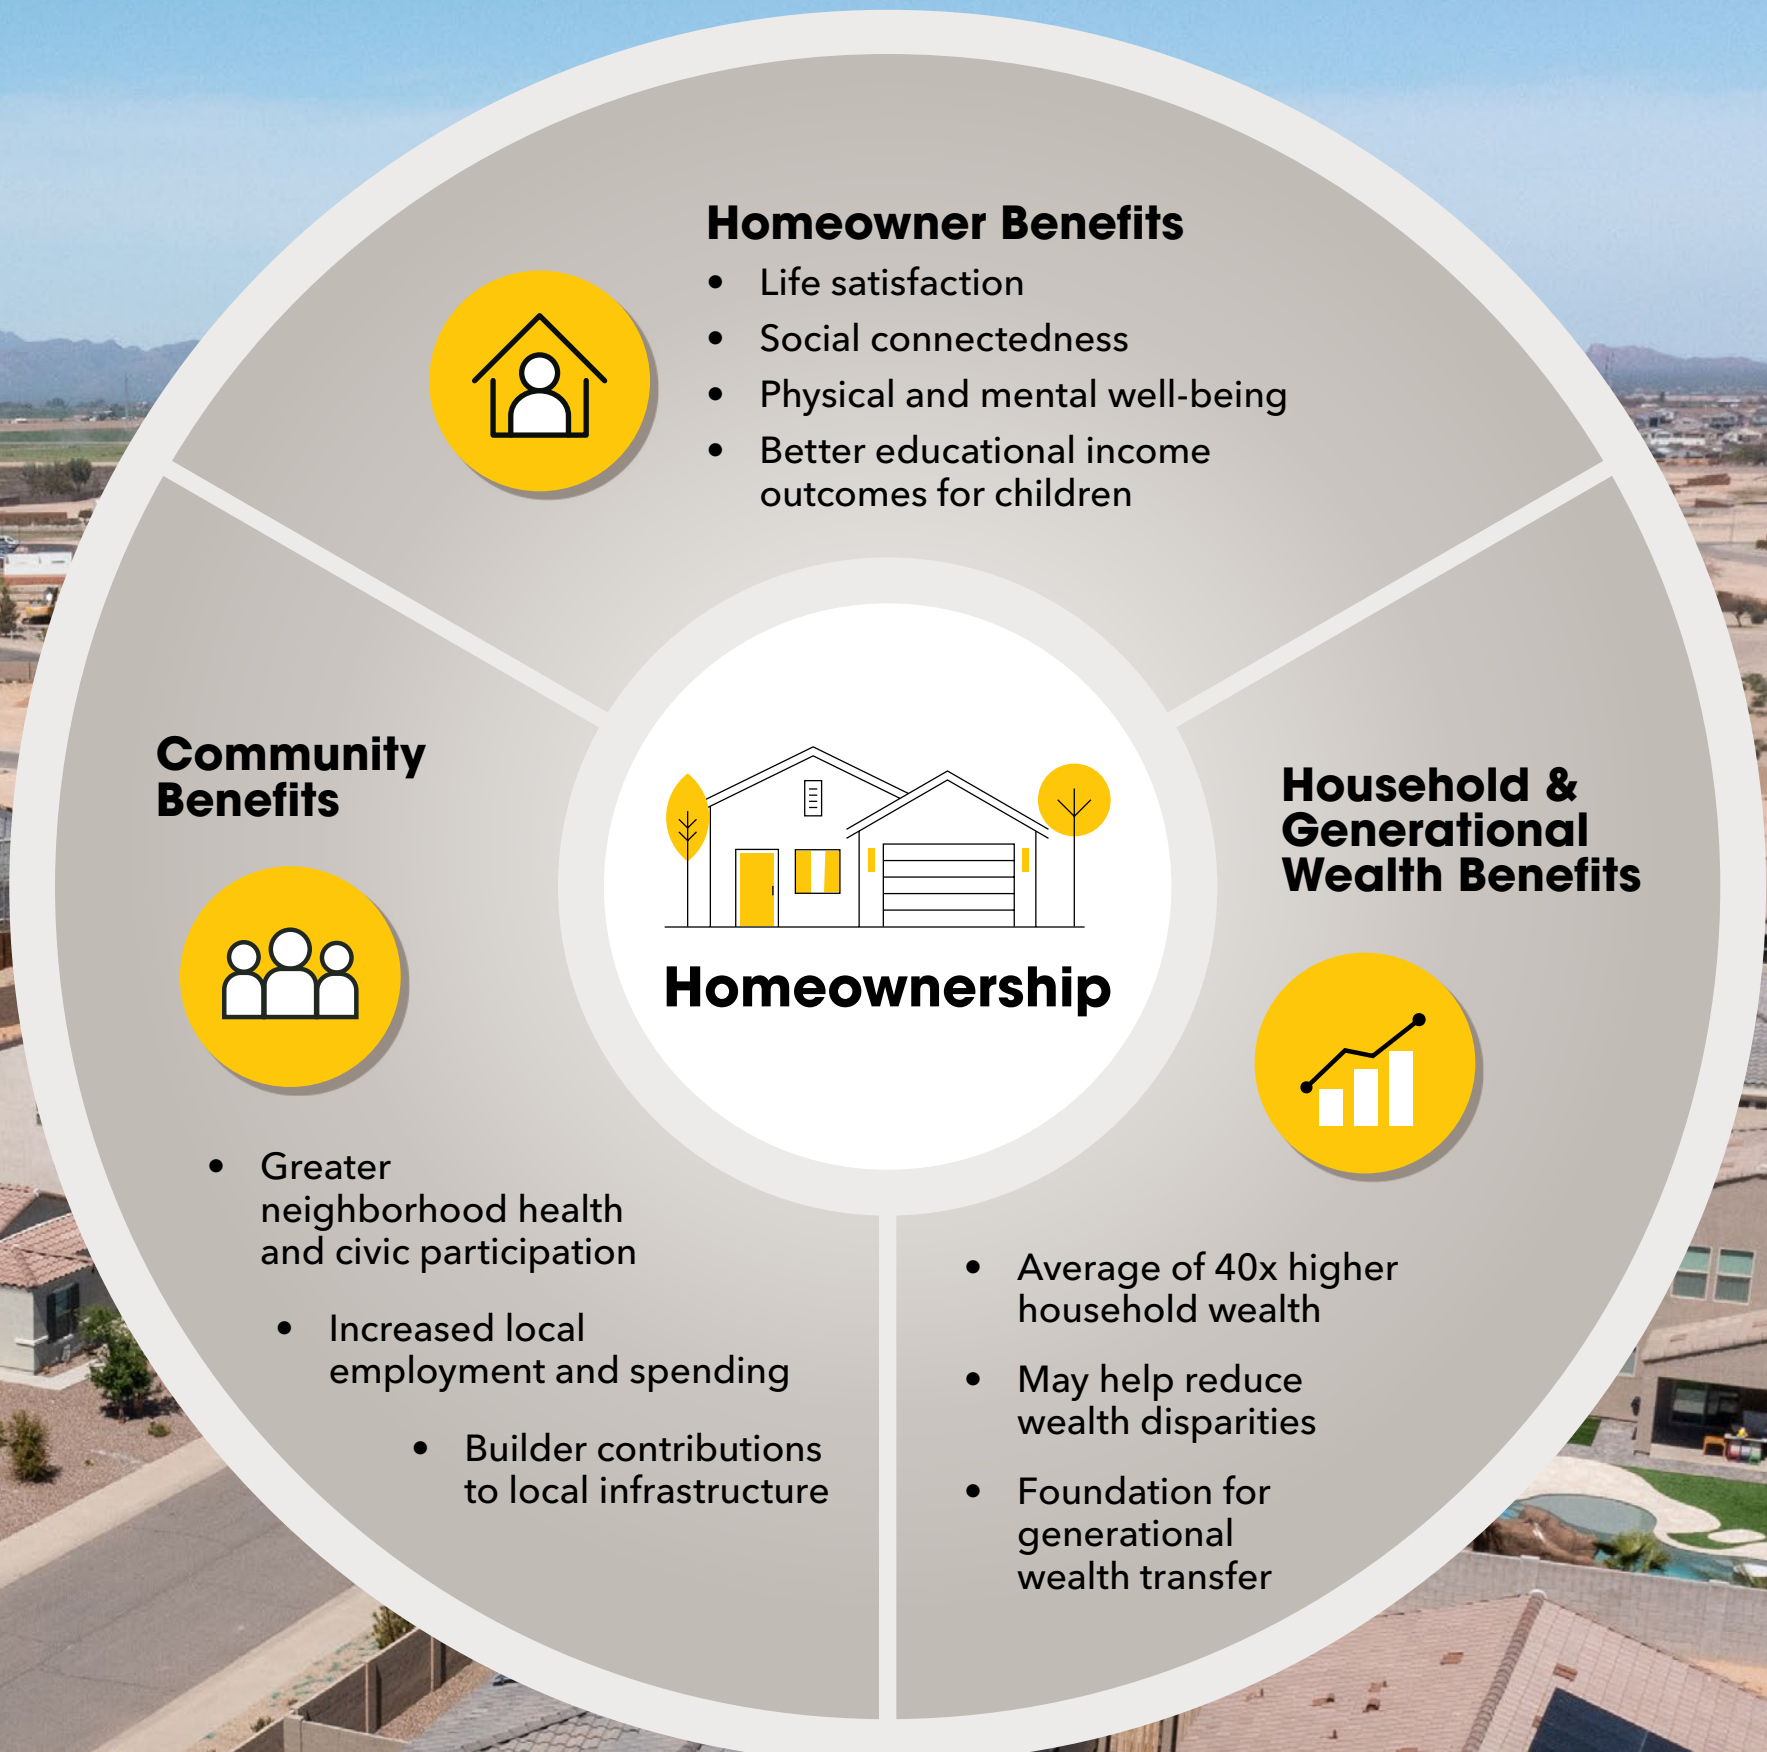 Homeowner Benefits
• Life satisfaction
• Social connectedness
• Physical and mental well-being
• Better educational income
outcomes for children
Community
Benefits
• Greater
neighborhood health
and civic participation
• Increased local
employment and spending
• Builder contributions
to local infrastructure
Homeownership
Household &
Generational
Wealth Benefits
• Average of 40x higher
household wealth
• May help reduce
wealth disparities
• Foundation for
generational
wealth transfer